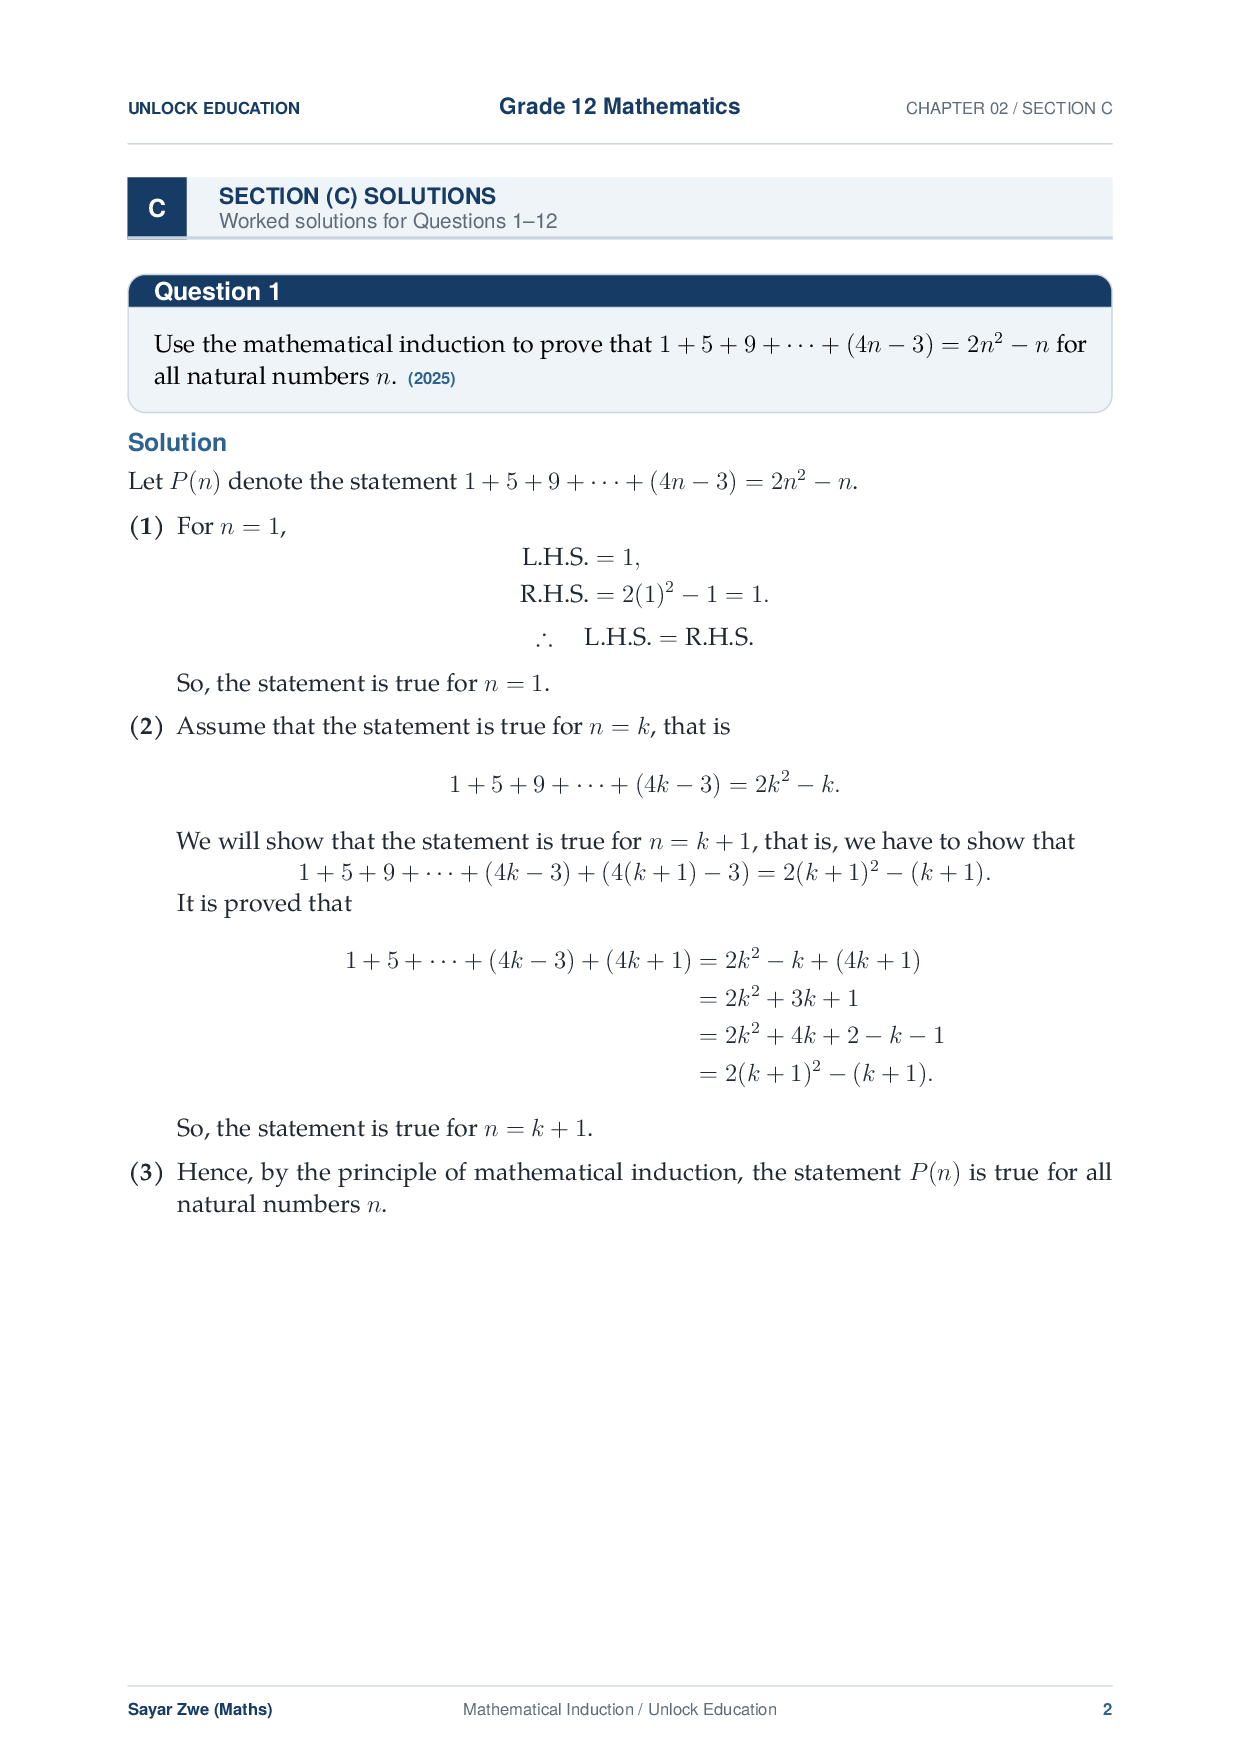 UNLOCK EDUCATION Grade 12 Mathematics CHAPTER 02 / SECTION C
C
SECTION (C) SOLUTIONS
Worked solutions for Questions 1–12
Question 1
Use the mathematical induction to prove that 1 + 5 + 9 + · · · + (4n − 3) = 2n² − n for
all natural numbers n. (2025)
Solution
Let P(n) denote the statement 1 + 5 + 9 + · · · + (4n − 3) = 2n² − n.
(1) For n = 1,
L.H.S. = 1,
R.H.S. = 2(1)² − 1 = 1.
∴ L.H.S. = R.H.S.
So, the statement is true for n = 1.
(2) Assume that the statement is true for n = k, that is
1 + 5 + 9 + · · · + (4k − 3) = 2k² − k.
We will show that the statement is true for n = k + 1, that is, we have to show that
1 + 5 + 9 + · · · + (4k − 3) + (4(k + 1) − 3) = 2(k + 1)² − (k + 1).
It is proved that
1 + 5 + · · · + (4k − 3) + (4k + 1) = 2k² − k + (4k + 1)
= 2k² + 3k + 1
= 2k² + 4k + 2 − k − 1
= 2(k + 1)² − (k + 1).
So, the statement is true for n = k + 1.
(3) Hence, by the principle of mathematical induction, the statement P(n) is true for all
natural numbers n.
Sayar Zwe (Maths) Mathematical Induction / Unlock Education 2